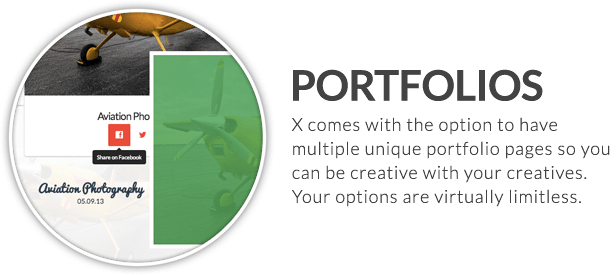 Aviation Pho
Share on Facebook
Aviation Photography
05.09.13
PORTFOLIOS
X comes with the option to have
multiple unique portfolio pages so you
can be creative with your creatives.
Your options are virtually limitless.